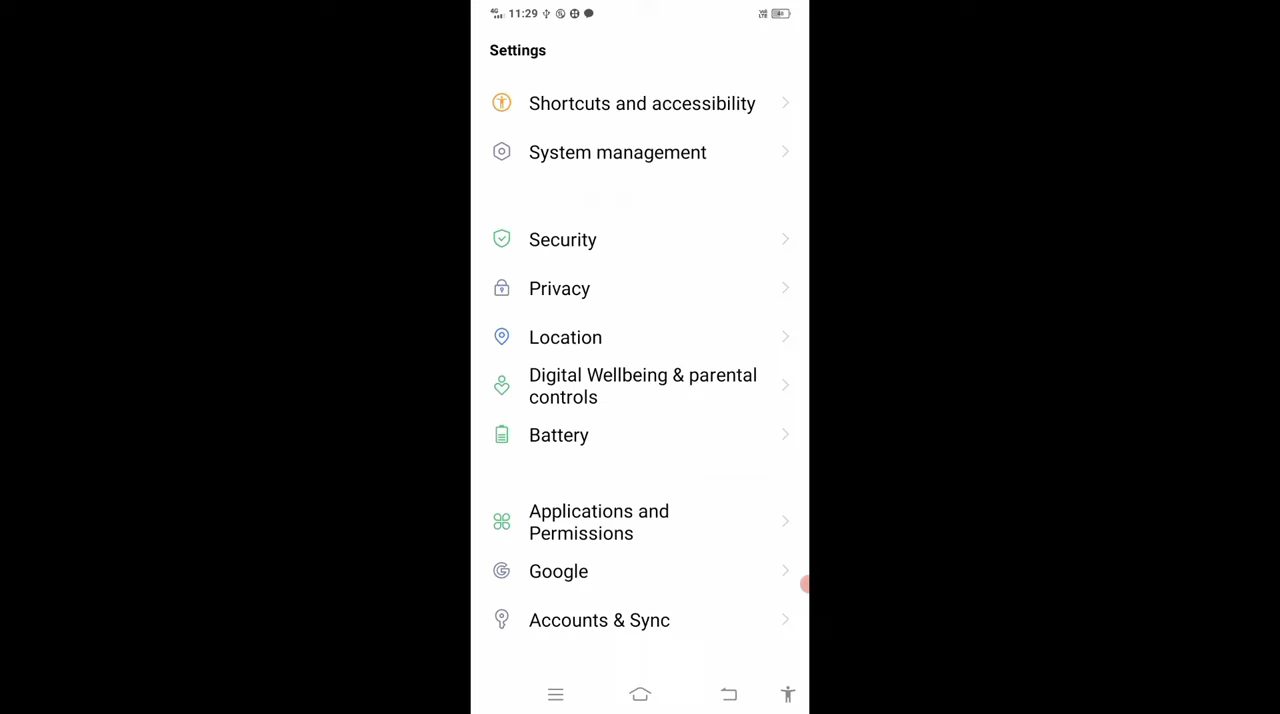 4G 11:29
Settings
Shortcuts and accessibility
System management
Security
Privacy
Location
Digital Wellbeing & parental
controls
Battery
Applications and
Permissions
Google
Accounts & Sync